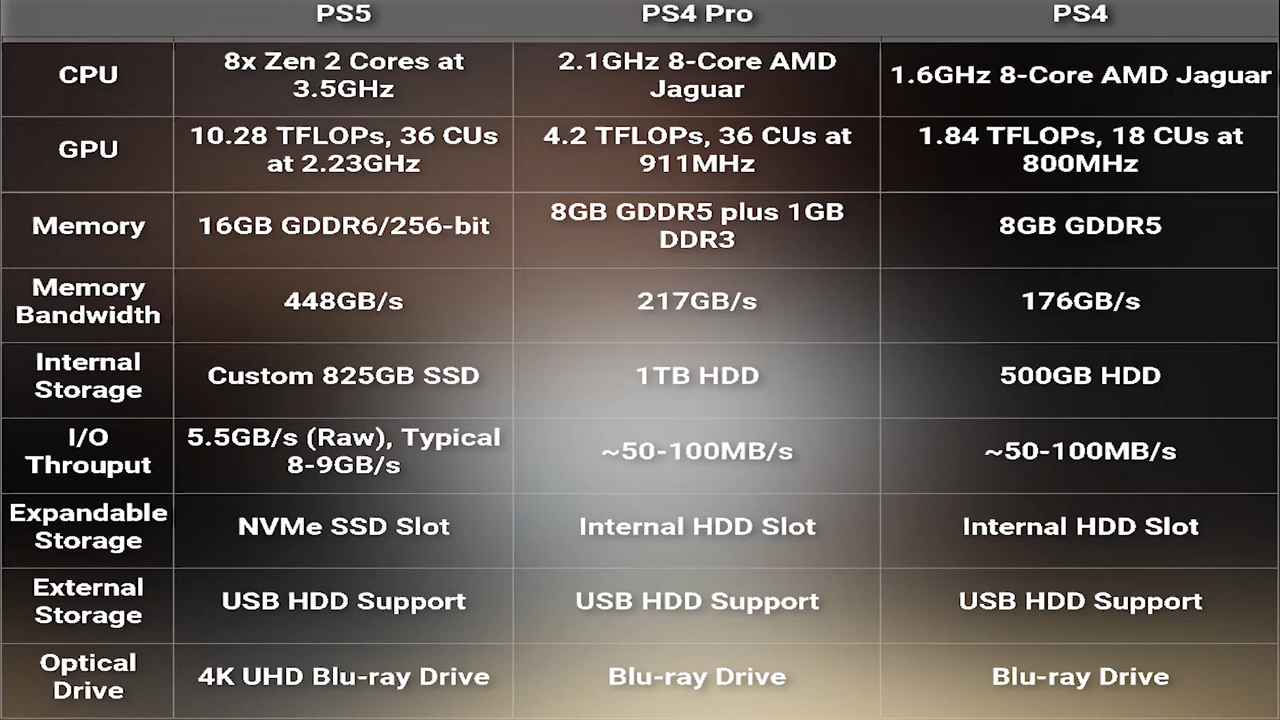 PS5 PS4 Pro PS4
CPU 8x Zen 2 Cores at 3.5GHz 2.1GHz 8-Core AMD Jaguar 1.6GHz 8-Core AMD Jaguar
GPU 10.28 TFLOPs, 36 CUs at 2.23GHz 4.2 TFLOPs, 36 CUs at 911MHz 1.84 TFLOPs, 18 CUs at 800MHz
Memory 16GB GDDR6/256-bit 8GB GDDR5 plus 1GB DDR3 8GB GDDR5
Memory Bandwidth 448GB/s 217GB/s 176GB/s
Internal Storage Custom 825GB SSD 1TB HDD 500GB HDD
I/O Throuput 5.5GB/s (Raw), Typical 8-9GB/s ~50-100MB/s ~50-100MB/s
Expandable Storage NVMe SSD Slot Internal HDD Slot Internal HDD Slot
External Storage USB HDD Support USB HDD Support USB HDD Support
Optical Drive 4K UHD Blu-ray Drive Blu-ray Drive Blu-ray Drive